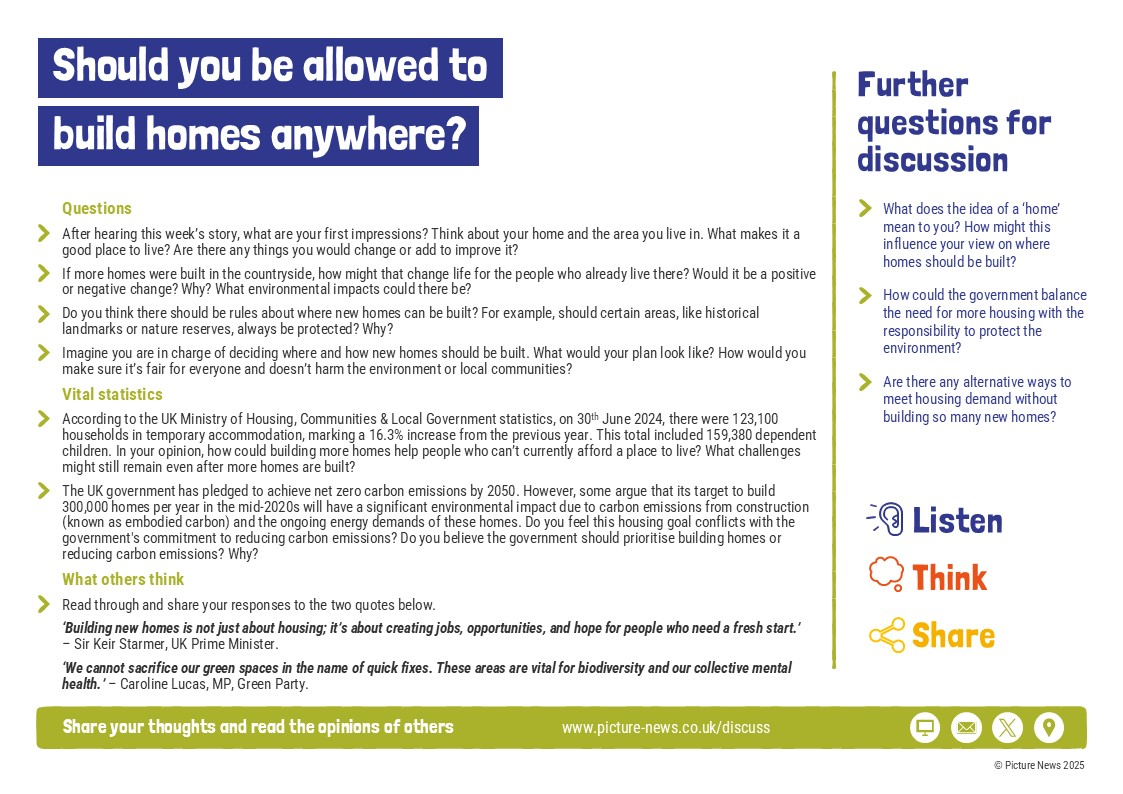 Should you be allowed to
build homes anywhere?
Questions
After hearing this week's story, what are your first impressions? Think about your home and the area you live in. What makes it a
good place to live? Are there any things you would change or add to improve it?
If more homes were built in the countryside, how might that change life for the people who already live there? Would it be a positive
or negative change? Why? What environmental impacts could there be?
Do you think there should be rules about where new homes can be built? For example, should certain areas, like historical
landmarks or nature reserves, always be protected? Why?
Imagine you are in charge of deciding where and how new homes should be built. What would your plan look like? How would you
make sure it's fair for everyone and doesn't harm the environment or local communities?
Vital statistics
According to the UK Ministry of Housing, Communities & Local Government statistics, on 30th June 2024, there were 123,100
households in temporary accommodation, marking a 16.3% increase from the previous year. This total included 159,380 dependent
children. In your opinion, how could building more homes help people who can't currently afford a place to live? What challenges
might still remain even after more homes are built?
The UK government has pledged to achieve net zero carbon emissions by 2050. However, some argue that its target to build
300,000 homes per year in the mid-2020s will have a significant environmental impact due to carbon emissions from construction
(known as embodied carbon) and the ongoing energy demands of these homes. Do you feel this housing goal conflicts with the
government's commitment to reducing carbon emissions? Do you believe the government should prioritise building homes or
reducing carbon emissions? Why?
What others think
Read through and share your responses to the two quotes below.
'Building new homes is not just about housing; it's about creating jobs, opportunities, and hope for people who need a fresh start.'
– Sir Keir Starmer, UK Prime Minister.
'We cannot sacrifice our green spaces in the name of quick fixes. These areas are vital for biodiversity and our collective mental
health.' – Caroline Lucas, MP, Green Party.
Further
questions for
discussion
What does the idea of a 'home'
mean to you? How might this
influence your view on where
homes should be built?
How could the government balance
the need for more housing with the
responsibility to protect the
environment?
Are there any alternative ways to
meet housing demand without
building so many new homes?
Listen
Think
Share
Share your thoughts and read the opinions of others
www.picture-news.co.uk/discuss
© Picture News 2025